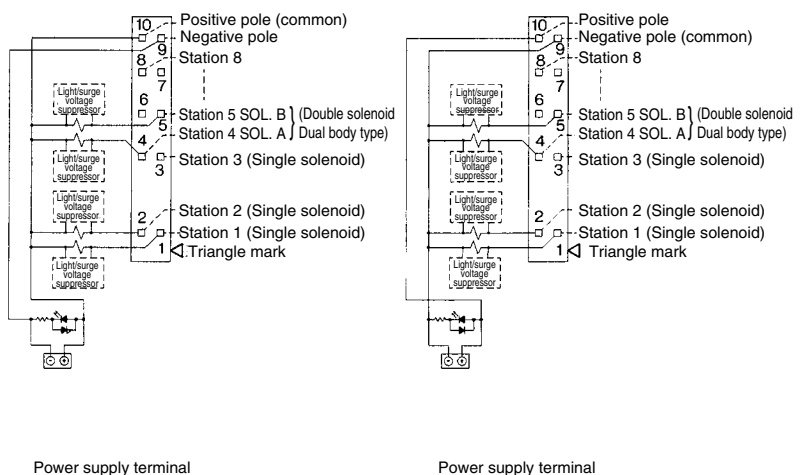 10 Positive pole (common)
9 Negative pole
8 Station 8
7
Light/surge
voltage
suppressor
6
5 Station 5 SOL. B (Double solenoid
4 Station 4 SOL. A Dual body type)
Light/surge
voltage
suppressor
3 Station 3 (Single solenoid)
Light/surge
voltage
suppressor
2 Station 2 (Single solenoid)
Station 1 (Single solenoid)
1 Triangle mark
Light/surge
voltage
suppressor
⊖ ⊕
Power supply terminal
10 Positive pole
9 Negative pole (common)
8 Station 8
7
Light/surge
voltage
suppressor
6
5 Station 5 SOL. B (Double solenoid
4 Station 4 SOL. A Dual body type)
Light/surge
voltage
suppressor
3 Station 3 (Single solenoid)
Light/surge
voltage
suppressor
2 Station 2 (Single solenoid)
Station 1 (Single solenoid)
1 Triangle mark
Light/surge
voltage
suppressor
⊖ ⊕
Power supply terminal